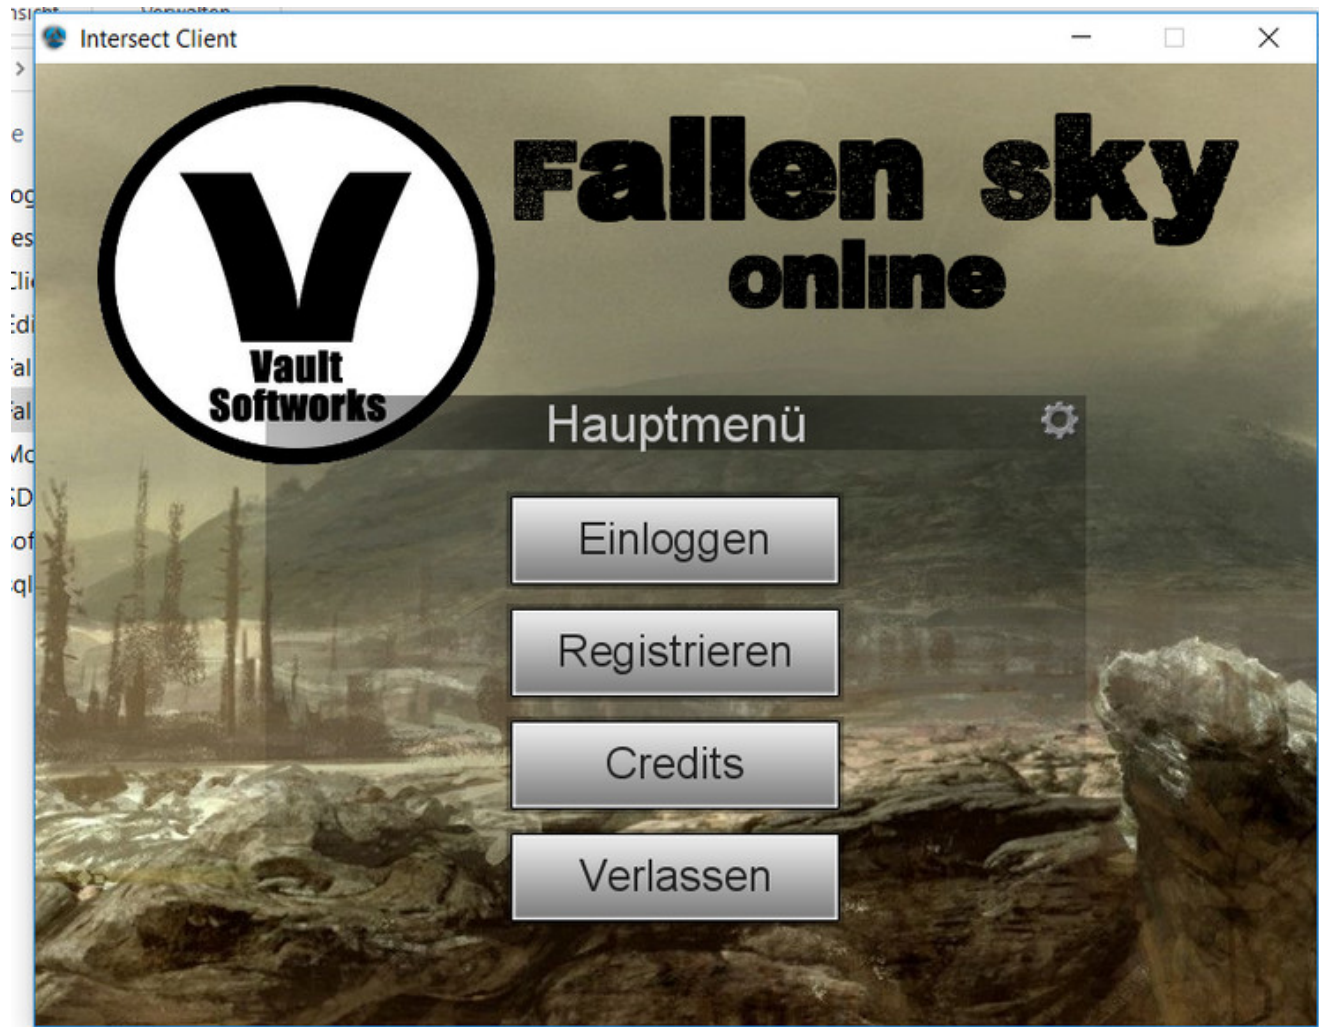 Intersect Client
Fallen sky
online
Vault
Softworks
Hauptmenü
Einloggen
Registrieren
Credits
Verlassen